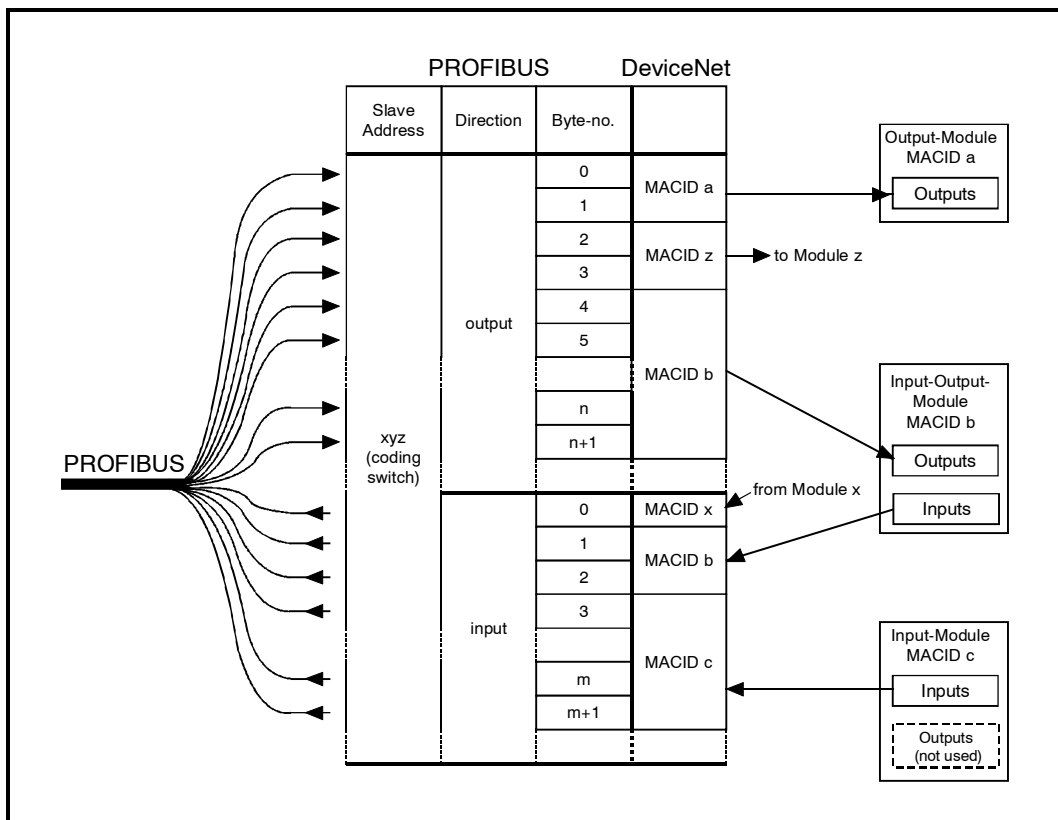 PROFIBUS
DeviceNet
Slave
Address
Direction
Byte-no.
Output-Module
MACID a
Outputs
0
1
MACID a
2
3
MACID z
to Module z
4
5
output
MACID b
n
n+1
Input-Output-
Module
MACID b
Outputs
Inputs
xyz
(coding
switch)
PROFIBUS
0
MACID x
from Module x
1
2
MACID b
3
input
MACID c
m
m+1
Input-Module
MACID c
Inputs
Outputs
(not used)